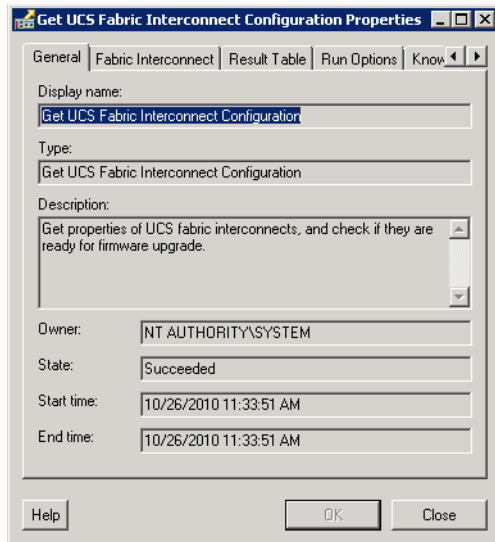 Get UCS Fabric Interconnect Configuration Properties
General Fabric Interconnect Result Table Run Options Know
Display name:
Get UCS Fabric Interconnect Configuration
Type:
Get UCS Fabric Interconnect Configuration
Description:
Get properties of UCS fabric interconnects, and check if they are
ready for firmware upgrade.
Owner: NT AUTHORITY\SYSTEM
State: Succeeded
Start time: 10/26/2010 11:33:51 AM
End time: 10/26/2010 11:33:51 AM
Help OK Close